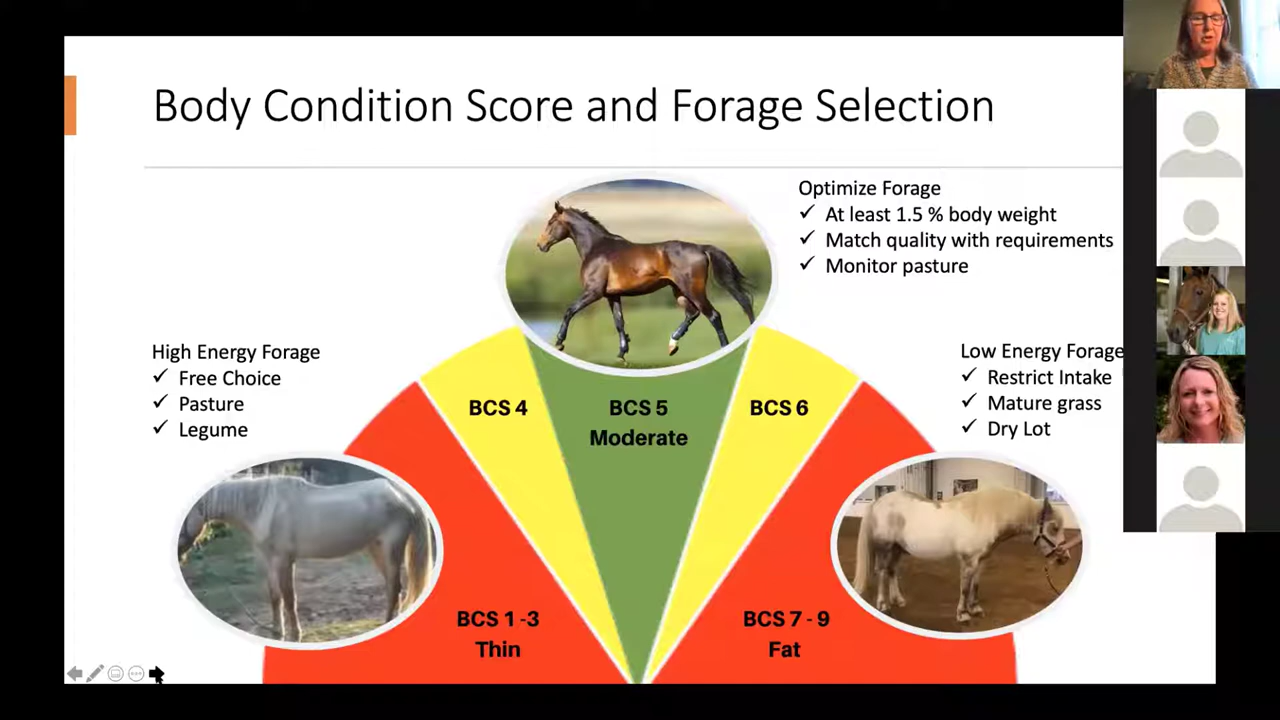 Body Condition Score and Forage Selection
Optimize Forage
✓ At least 1.5 % body weight
✓ Match quality with requirements
✓ Monitor pasture
High Energy Forage
✓ Free Choice
✓ Pasture
✓ Legume
Low Energy Forage
✓ Restrict Intake
✓ Mature grass
✓ Dry Lot
BCS 4
BCS 5
Moderate
BCS 6
BCS 1 -3
Thin
BCS 7 - 9
Fat